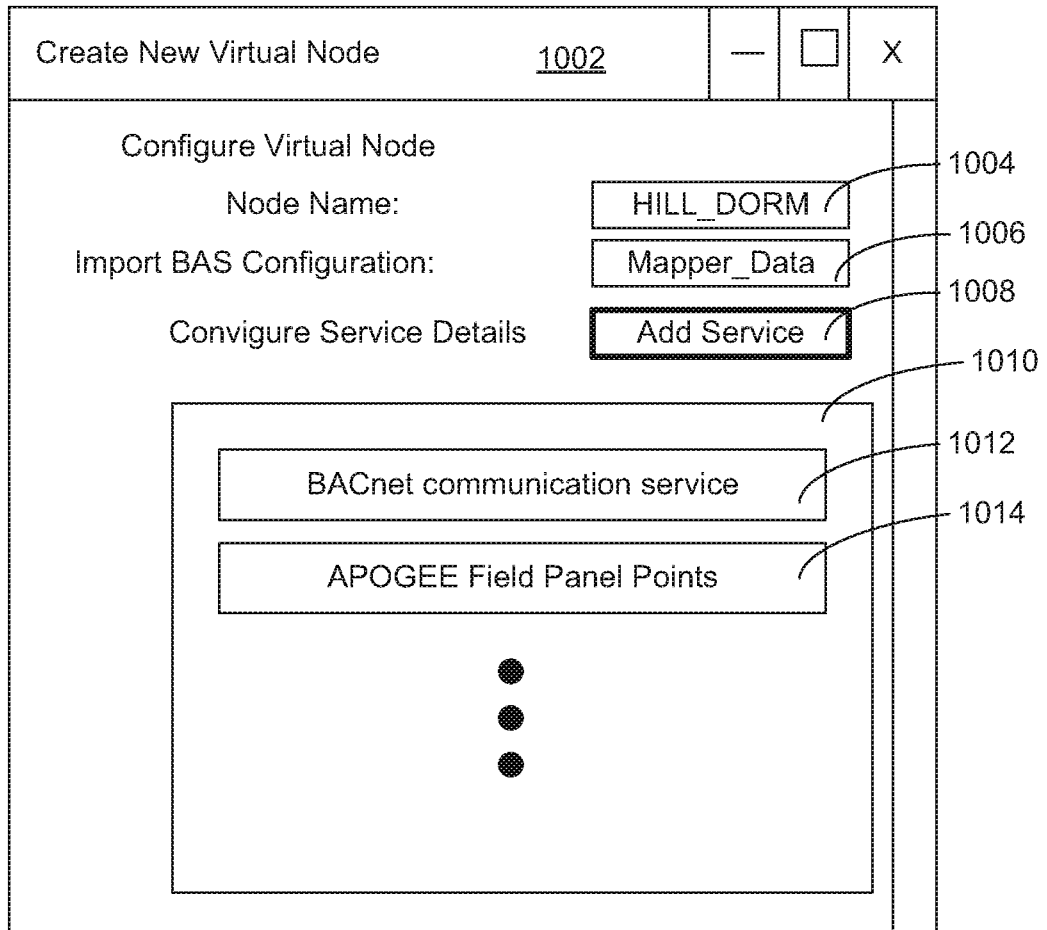 Create New Virtual Node 1002 — X
Configure Virtual Node
Node Name: HILL_DORM 1004
Import BAS Configuration: Mapper_Data 1006
Convigure Service Details Add Service 1008
1010
BACnet communication service 1012
APOGEE Field Panel Points 1014